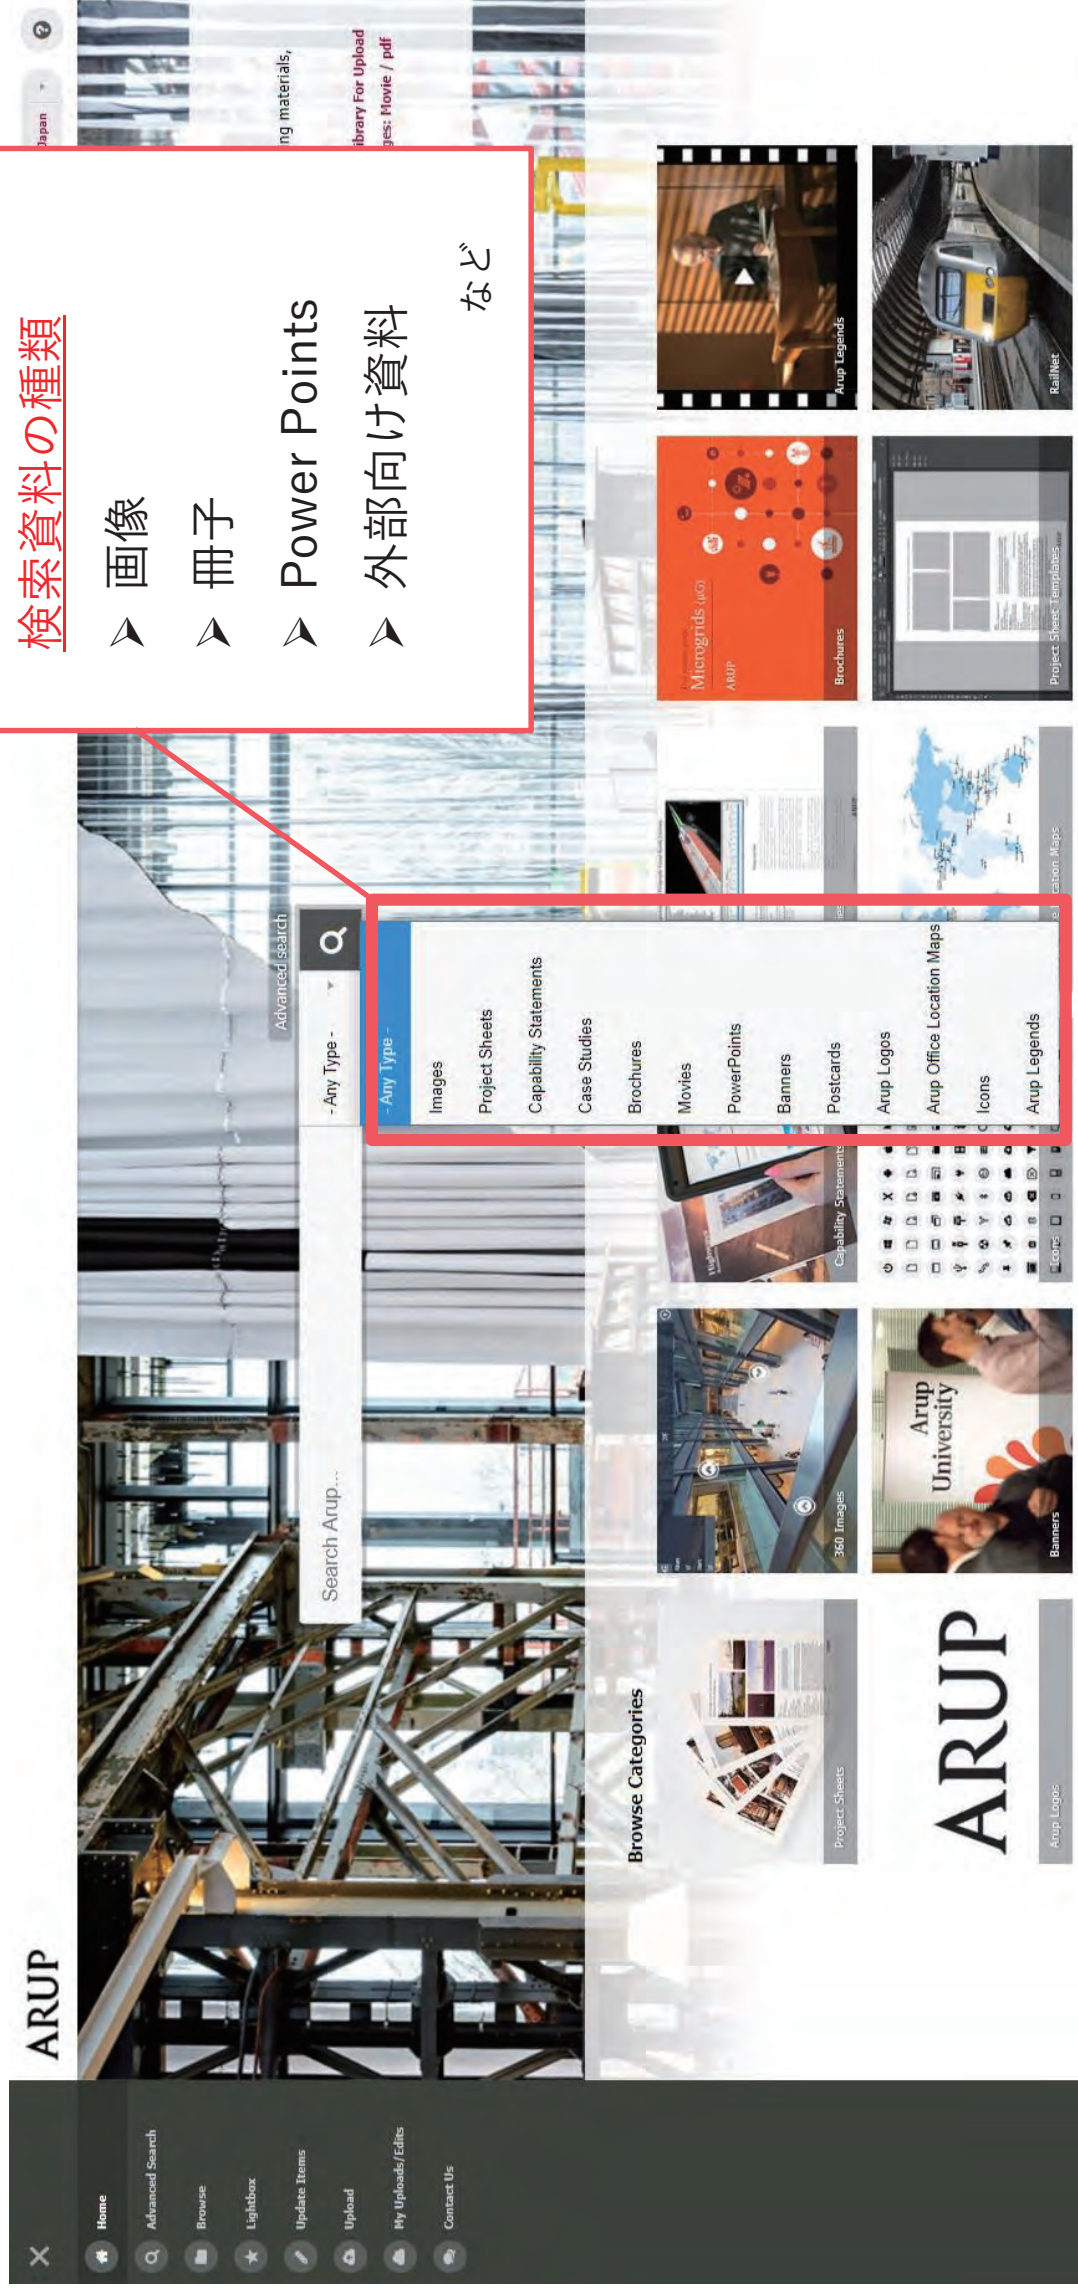 ARUP
Japan
Home
Advanced Search
Browse
Lightbox
Update Items
Upload
My Uploads/Edits
Contact Us
ng materials,
ibrary For Upload
ges: Movie / pdf
検索資料の種類
➢ 画像
➢ 冊子
➢ Power Points
➢ 外部向け資料
など
Advanced search
Search Arup...
- Any Type -
- Any Type -
Images
Project Sheets
Capability Statements
Case Studies
Brochures
Movies
PowerPoints
Banners
Postcards
Arup Logos
Arup Office Location Maps
Icons
Arup Legends
Browse Categories
Project Sheets
360 Images
Capability Statements
Microgrids (μG)
ARUP
Brochures
Arup Legends
ARUP
Arup Logos
Arup
University
Banners
Icons
cation Maps
Project Sheet Templates
RailNet